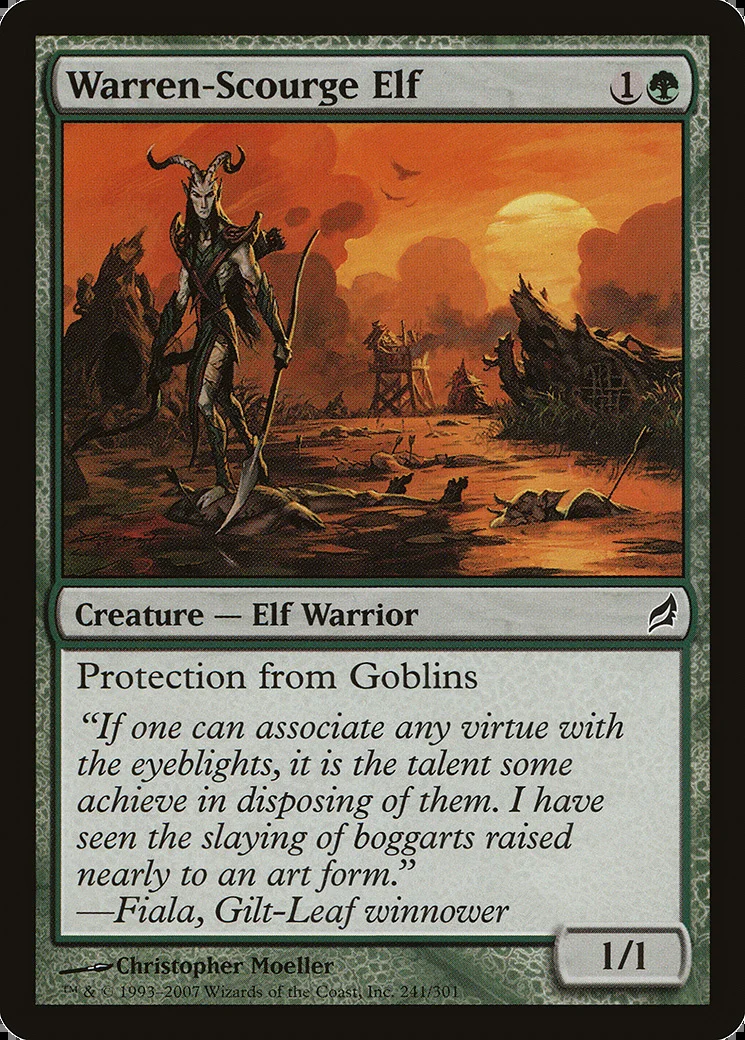 Warren-Scourge Elf
1
Creature — Elf Warrior
Protection from Goblins
“If one can associate any virtue with
the eyeblights, it is the talent some
achieve in disposing of them. I have
seen the slaying of boggarts raised
nearly to an art form.”
—Fiala, Gilt-Leaf winnower
1/1
Christopher Moeller
™ & © 1993–2007 Wizards of the Coast, Inc. 241/301